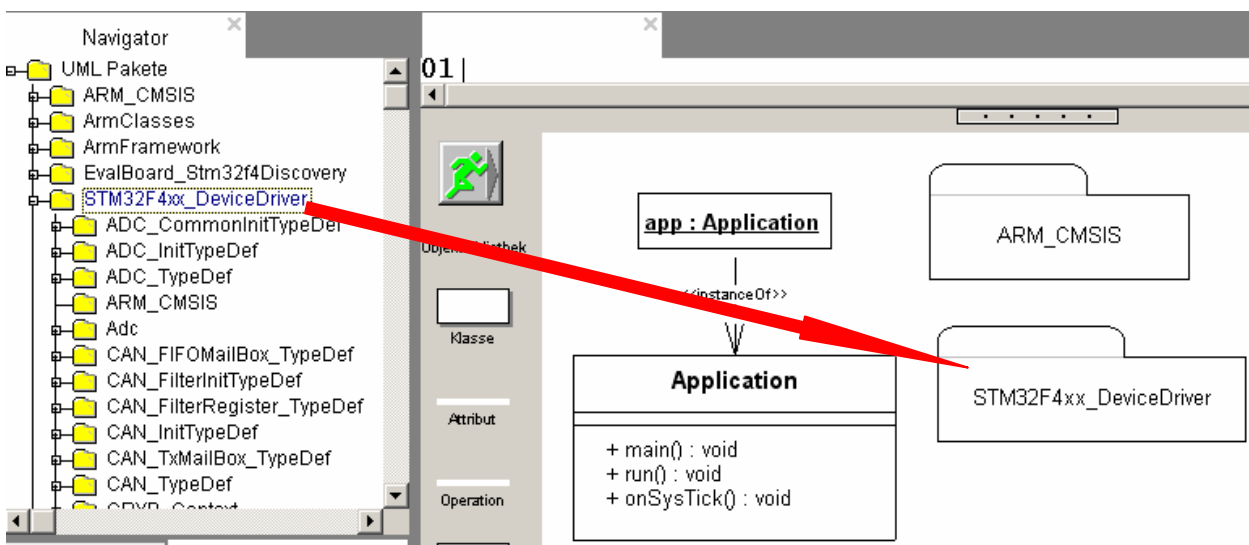 Navigator
UML Pakete
ARM_CMSIS
ArmClasses
ArmFramework
EvalBoard_Stm32f4Discovery
STM32F4xx_DeviceDriver
ADC_CommonInitTypeDef
ADC_InitTypeDef
ADC_TypeDef
ARM_CMSIS
Adc
CAN_FIFOMailBox_TypeDef
CAN_FilterInitTypeDef
CAN_FilterRegister_TypeDef
CAN_InitTypeDef
CAN_TxMailBox_TypeDef
CAN_TypeDef
01
Klasse
Attribut
Operation
app : Application
<<instanceOf>>
Application
+ main() : void
+ run() : void
+ onSysTick() : void
ARM_CMSIS
STM32F4xx_DeviceDriver